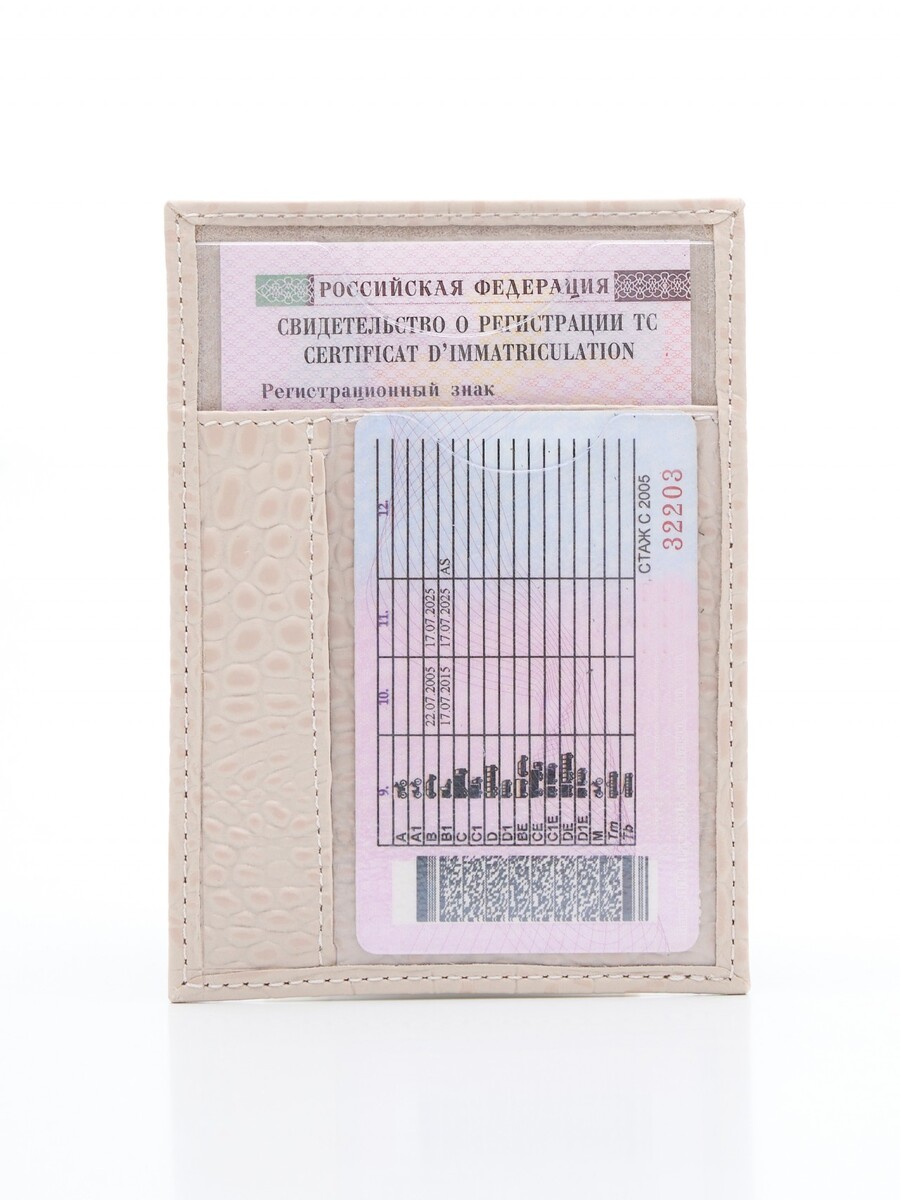 РОССИЙСКАЯ ФЕДЕРАЦИЯ
СВИДЕТЕЛЬСТВО О РЕГИСТРАЦИИ ТС
CERTIFICAT D'IMMATRICULATION
Регистрационный знак
9. 10. 11. 12.
A
A1
B 22.07.2005 17.07.2025
B1 17.07.2015 17.07.2025 AS
C
C1
D
D1
BE
CE
C1E
DE
D1E
M
Tm
Tb
СТАЖ С 2005
32203